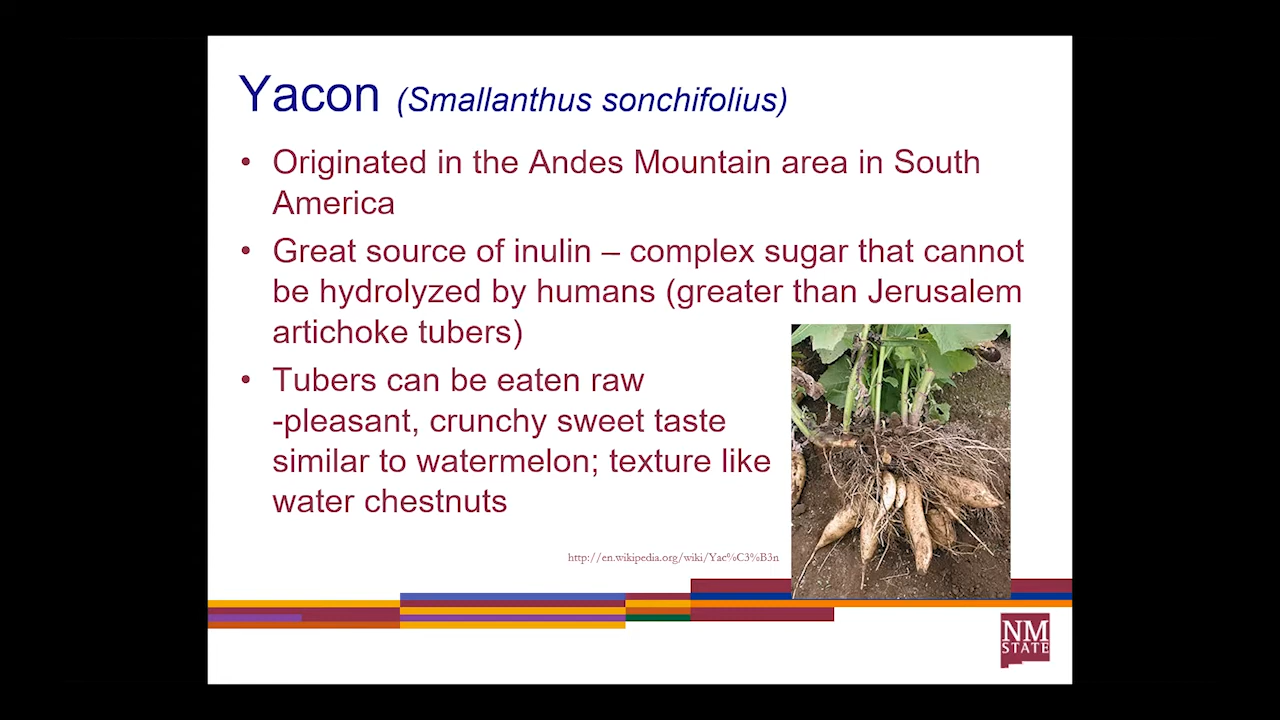 Yacon (Smallanthus sonchifolius)
• Originated in the Andes Mountain area in South
America
• Great source of inulin – complex sugar that cannot
be hydrolyzed by humans (greater than Jerusalem
artichoke tubers)
• Tubers can be eaten raw
-pleasant, crunchy sweet taste
similar to watermelon; texture like
water chestnuts
http://en.wikipedia.org/wiki/Yac%C3%B3n
NM
STATE